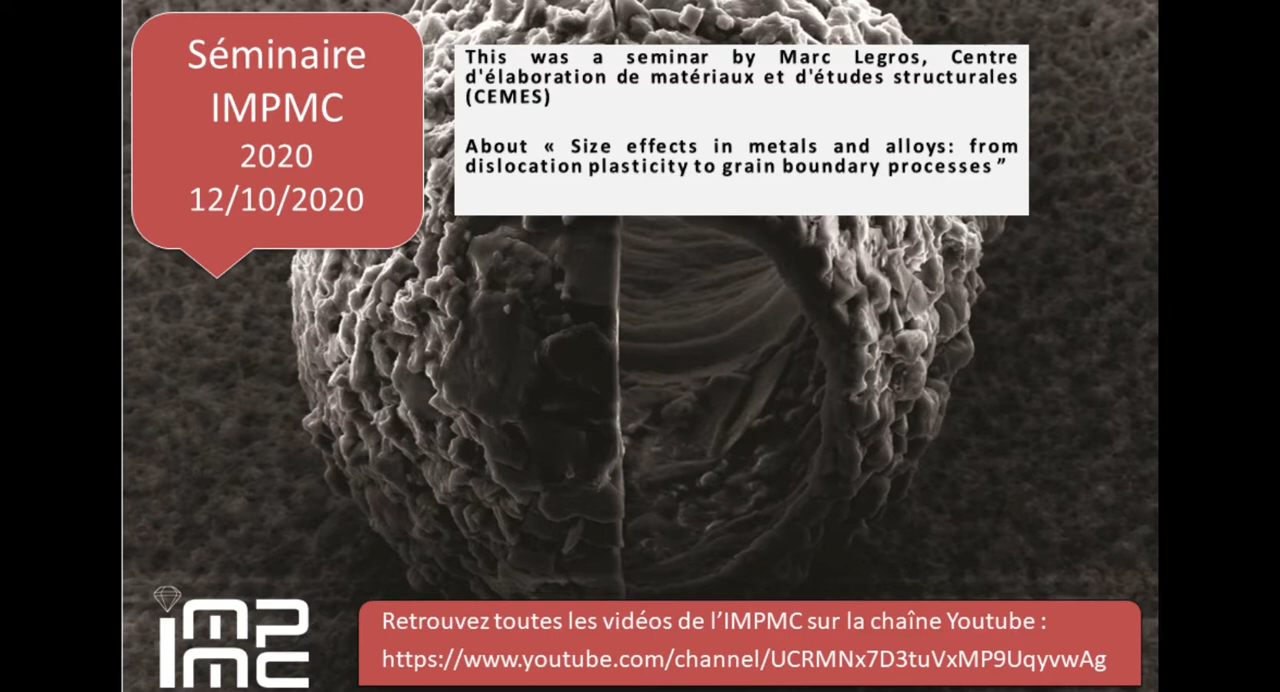 Séminaire
IMPMC
2020
12/10/2020
This was a seminar by Marc Legros, Centre
d'élaboration de matériaux et d'études structurales
(CEMES)
About « Size effects in metals and alloys: from
dislocation plasticity to grain boundary processes ”
IMPMC
Retrouvez toutes les vidéos de l’IMPMC sur la chaîne Youtube :
https://www.youtube.com/channel/UCRMNx7D3tuVxMP9UqyvwAg